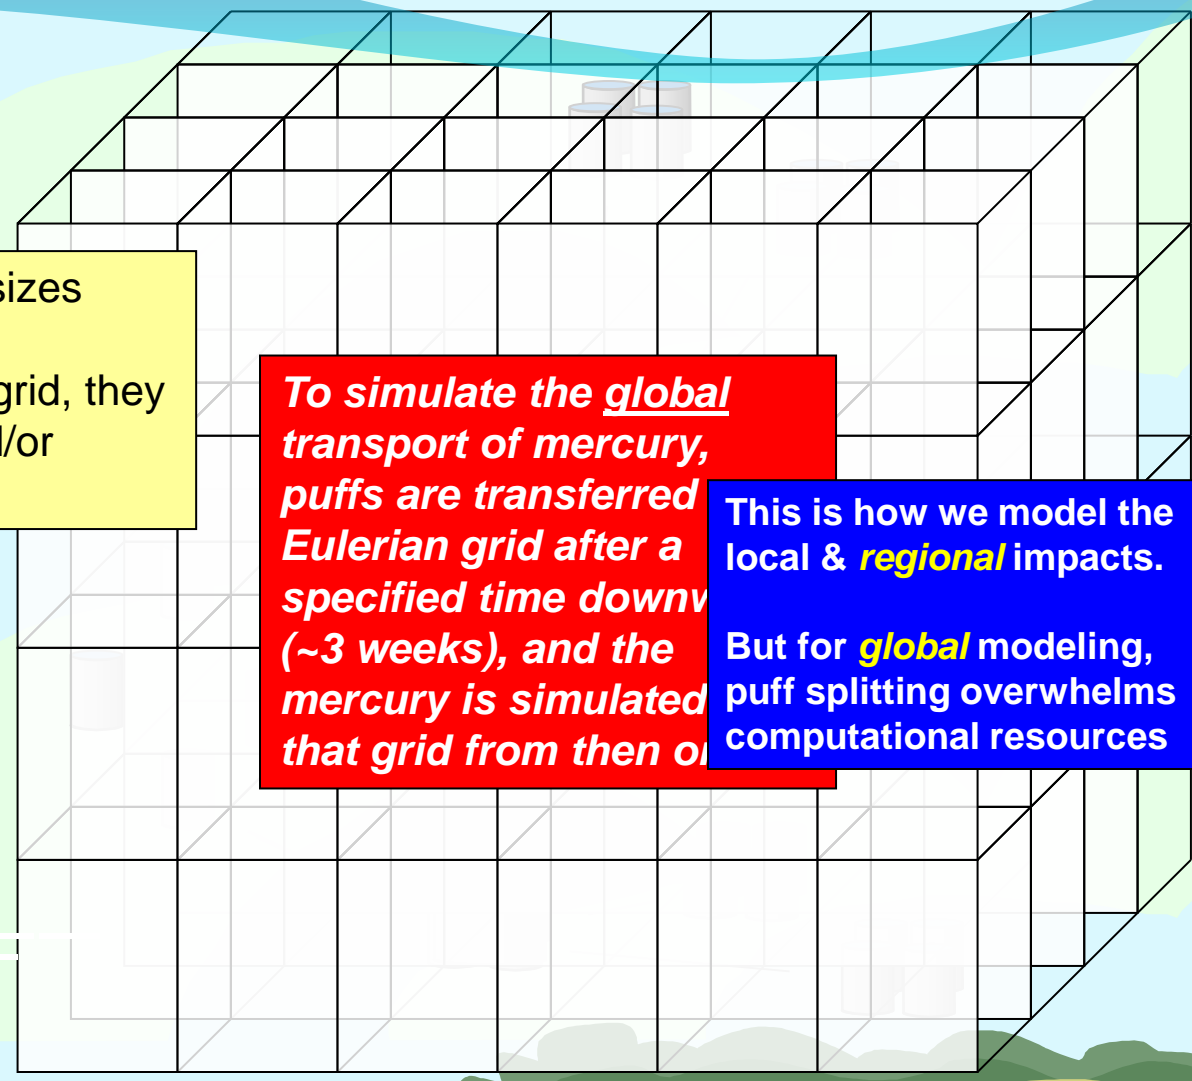 sizes
grid, they
/or
To simulate the global
transport of mercury,
puffs are transferred
Eulerian grid after a
specified time
(~3 weeks), and the
mercury is simulated
that grid from then
This is how we model the
local & regional impacts.
But for global modeling,
puff splitting overwhelms
computational resources